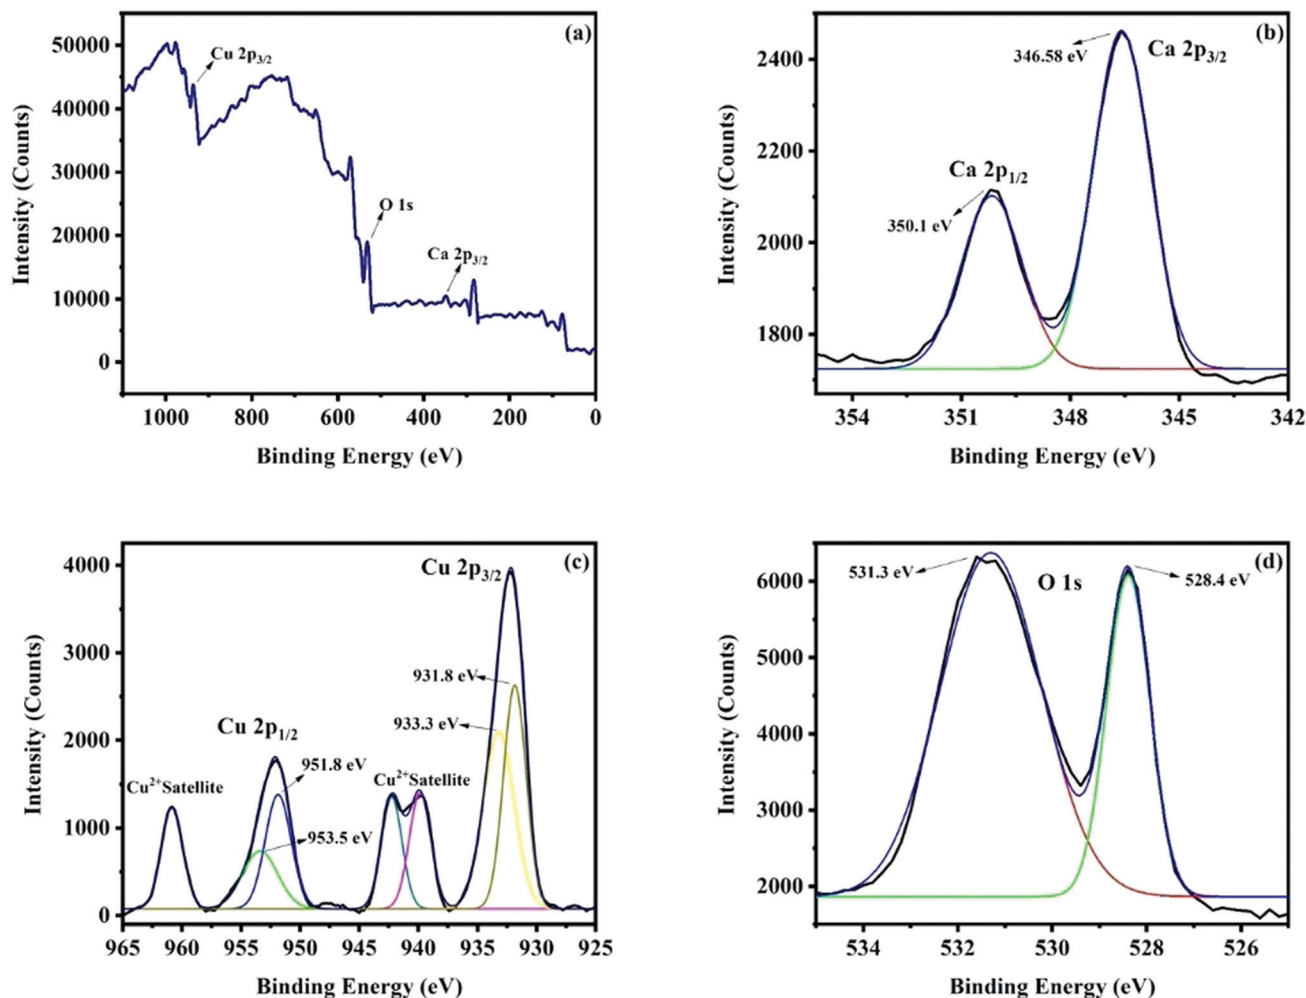 (a)
Cu 2p3/2
O 1s
Ca 2p3/2
50000
40000
30000
20000
10000
0
Intensity (Counts)
1000 800 600 400 200 0
Binding Energy (eV)
(b)
346.58 eV
Ca 2p3/2
Ca 2p1/2
350.1 eV
2400
2200
2000
1800
Intensity (Counts)
354 351 348 345 342
Binding Energy (eV)
(c)
Cu 2p3/2
931.8 eV
933.3 eV
Cu 2p1/2
951.8 eV
Cu2+Satellite
Cu2+Satellite
953.5 eV
4000
3000
2000
1000
0
Intensity (Counts)
965 960 955 950 945 940 935 930 925
Binding Energy (eV)
(d)
531.3 eV
O 1s
528.4 eV
6000
5000
4000
3000
2000
Intensity (Counts)
534 532 530 528 526
Binding Energy (eV)